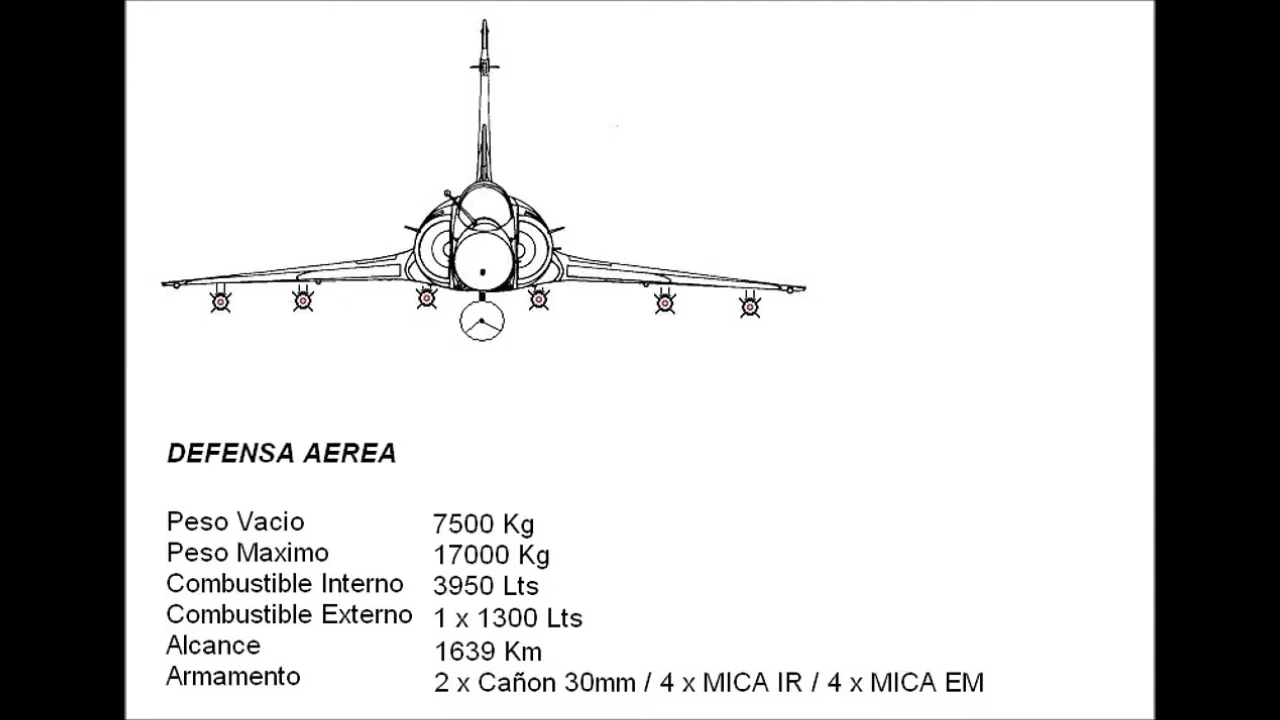 DEFENSA AEREA
Peso Vacio 7500 Kg
Peso Maximo 17000 Kg
Combustible Interno 3950 Lts
Combustible Externo 1 x 1300 Lts
Alcance 1639 Km
Armamento 2 x Cañon 30mm / 4 x MICA IR / 4 x MICA EM